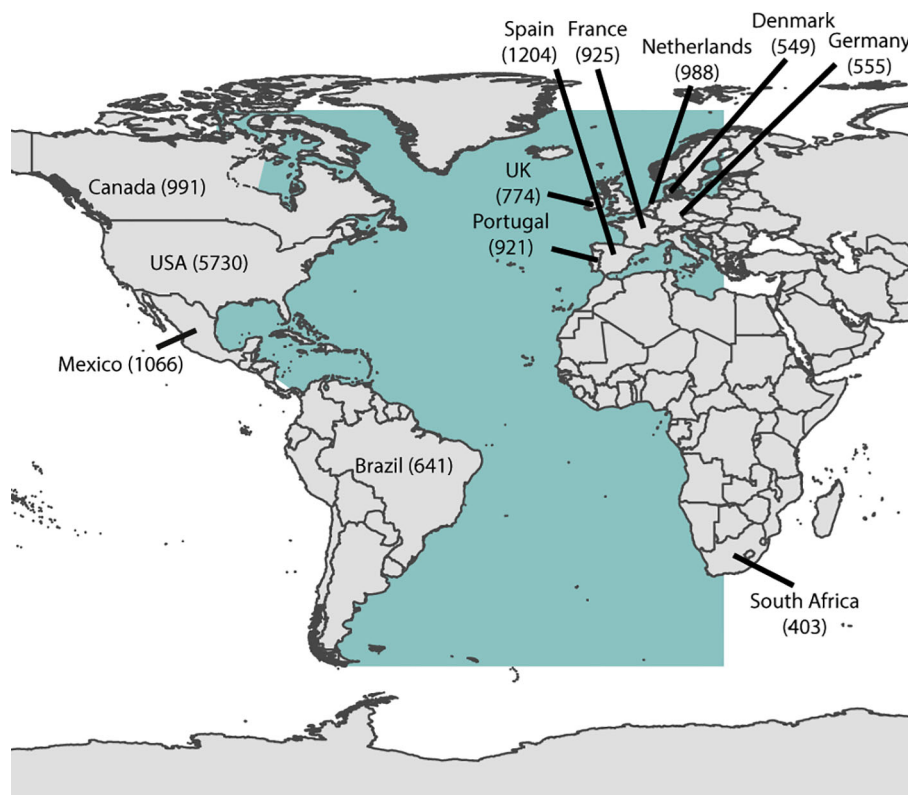 Spain
(1204)
France
(925)
Netherlands
(988)
Denmark
(549)
Germany
(555)
UK
(774)
Portugal
(921)
Canada (991)
USA (5730)
Mexico (1066)
Brazil (641)
South Africa
(403)